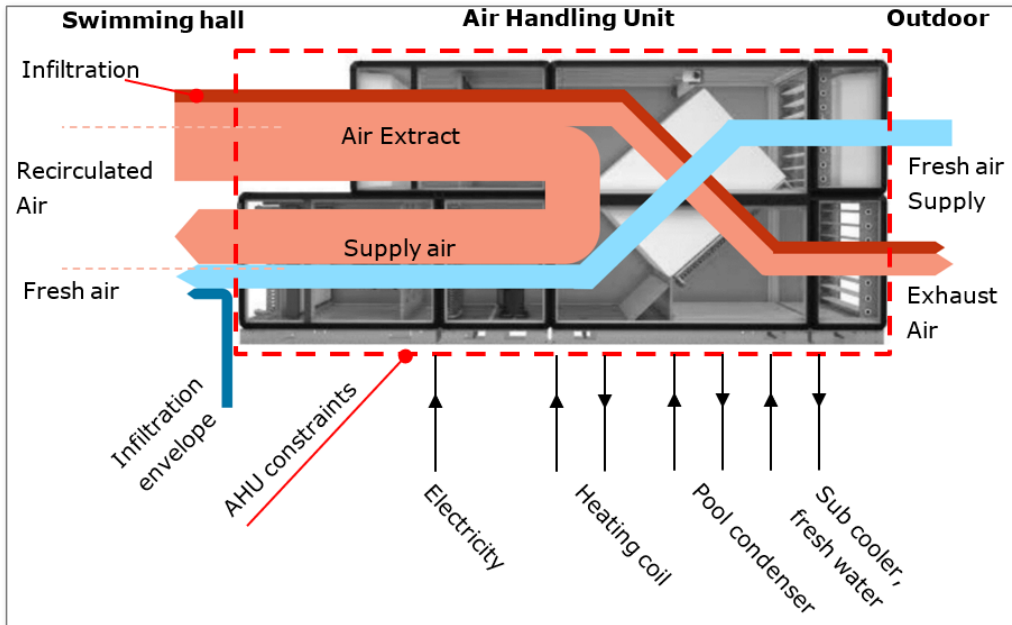 Swimming hall
Air Handling Unit
Outdoor
Infiltration
Air Extract
Recirculated
Air
Fresh air
Supply
Supply air
Fresh air
Exhaust
Air
Infiltration
envelope
AHU constraints
Electricity
Heating coil
Pool condenser
Sub cooler,
fresh water